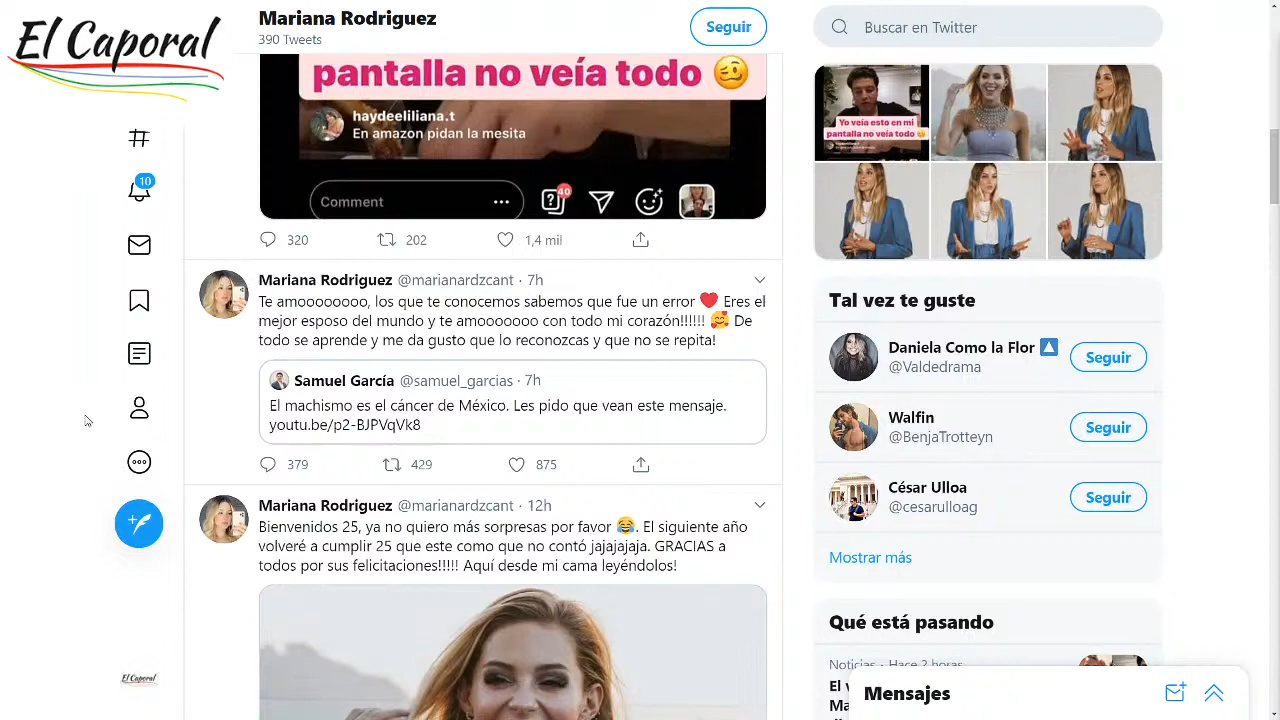 El Caporal
Mariana Rodriguez
390 Tweets
Seguir
Buscar en Twitter
pantalla no veía todo 🥴
haydeeliliana.t
En amazon pidan la mesita
Comment
40
320 202 1,4 mil
Yo veía esto en mi
pantalla no veía todo 🥴
10
Mariana Rodriguez @marianardzcant · 7h
Te amoooooooo, los que te conocemos sabemos que fue un error ❤️ Eres el
mejor esposo del mundo y te amooooooo con todo mi corazón!!!!!! 🥰 De
todo se aprende y me da gusto que lo reconozcas y que no se repita!
Samuel García @samuel_garcias · 7h
El machismo es el cáncer de México. Les pido que vean este mensaje.
youtu.be/p2-BJPVqVk8
379 429 875
Mariana Rodriguez @marianardzcant · 12h
Bienvenidos 25, ya no quiero más sorpresas por favor 😂. El siguiente año
volveré a cumplir 25 que este como que no contó jajajajaja. GRACIAS a
todos por sus felicitaciones!!!!! Aquí desde mi cama leyéndolos!
Tal vez te guste
Daniela Como la Flor
@Valdedrama
Seguir
Walfin
@BenjaTrotteyn
Seguir
César Ulloa
@cesarulloag
Seguir
Mostrar más
Qué está pasando
Noticias · Hace 2 horas
El
Ma
Mensajes
El Caporal